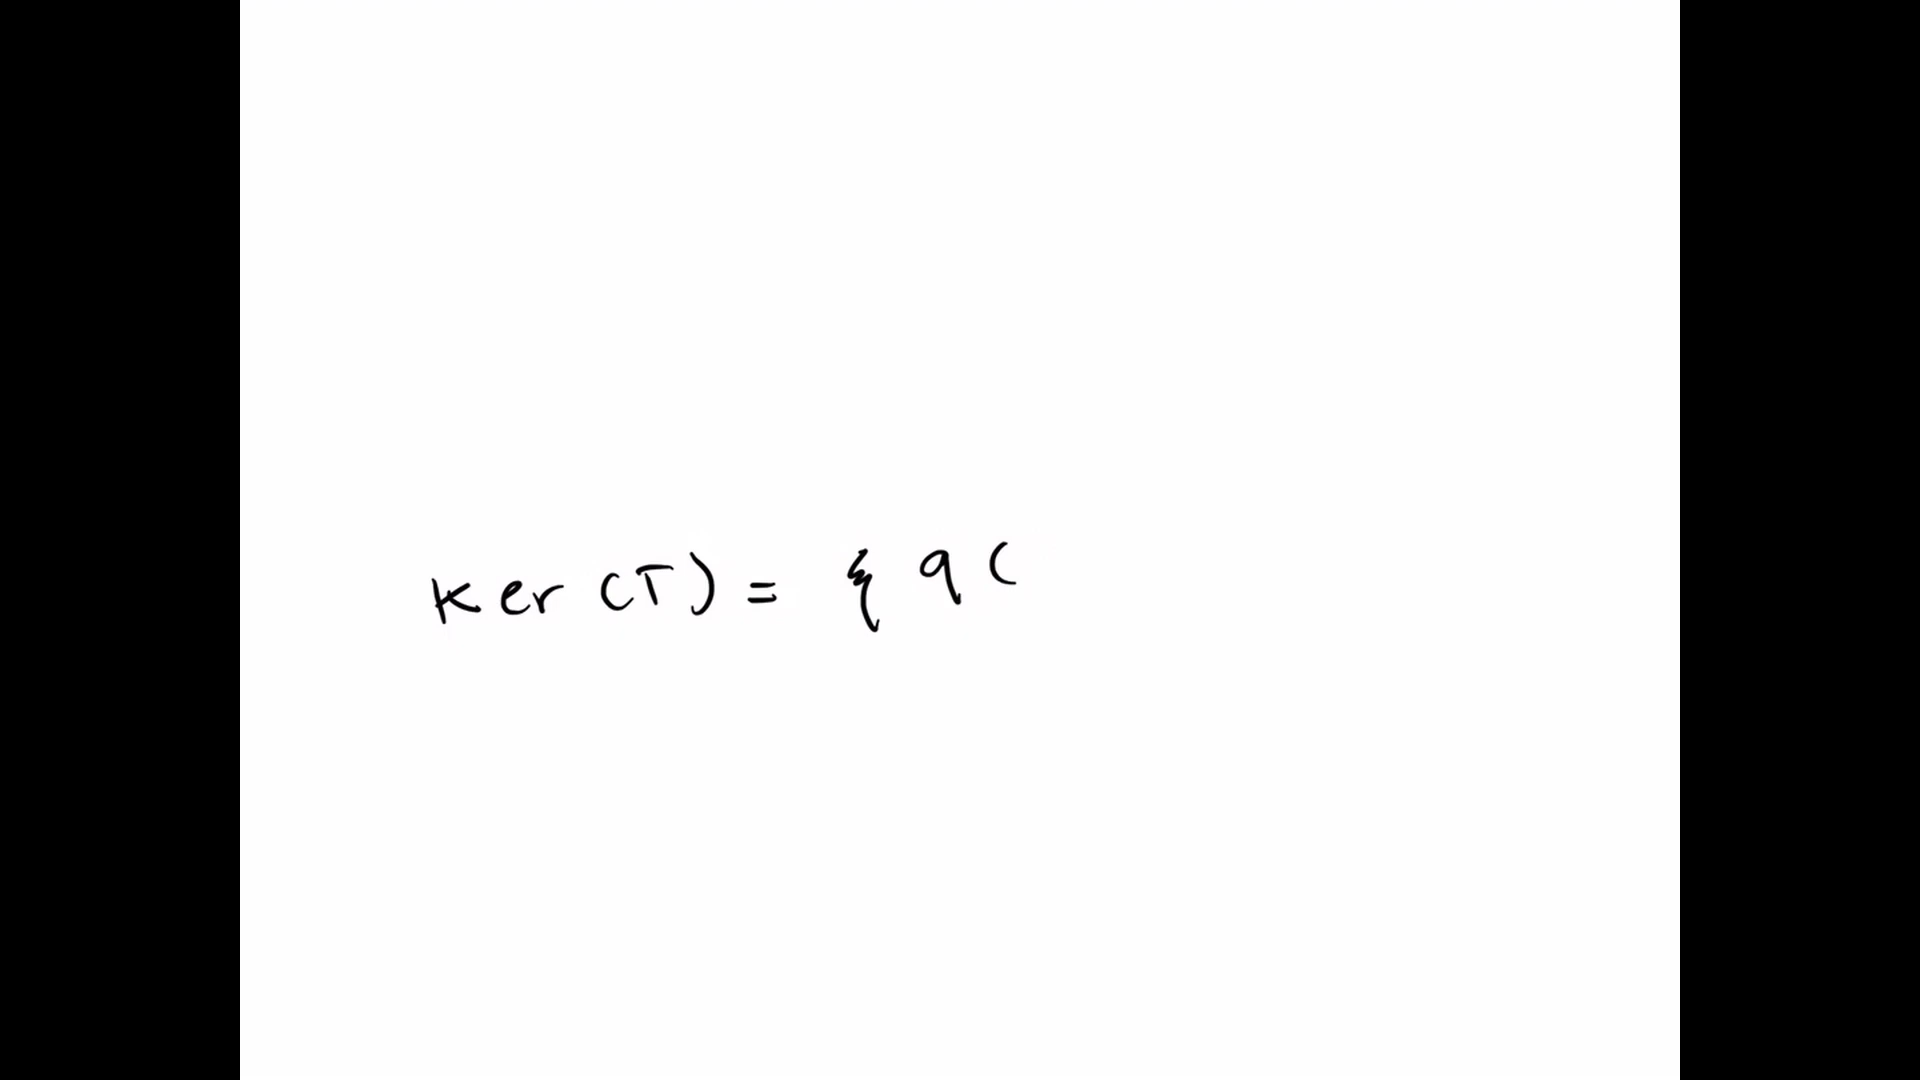 Ker (T) = { q (